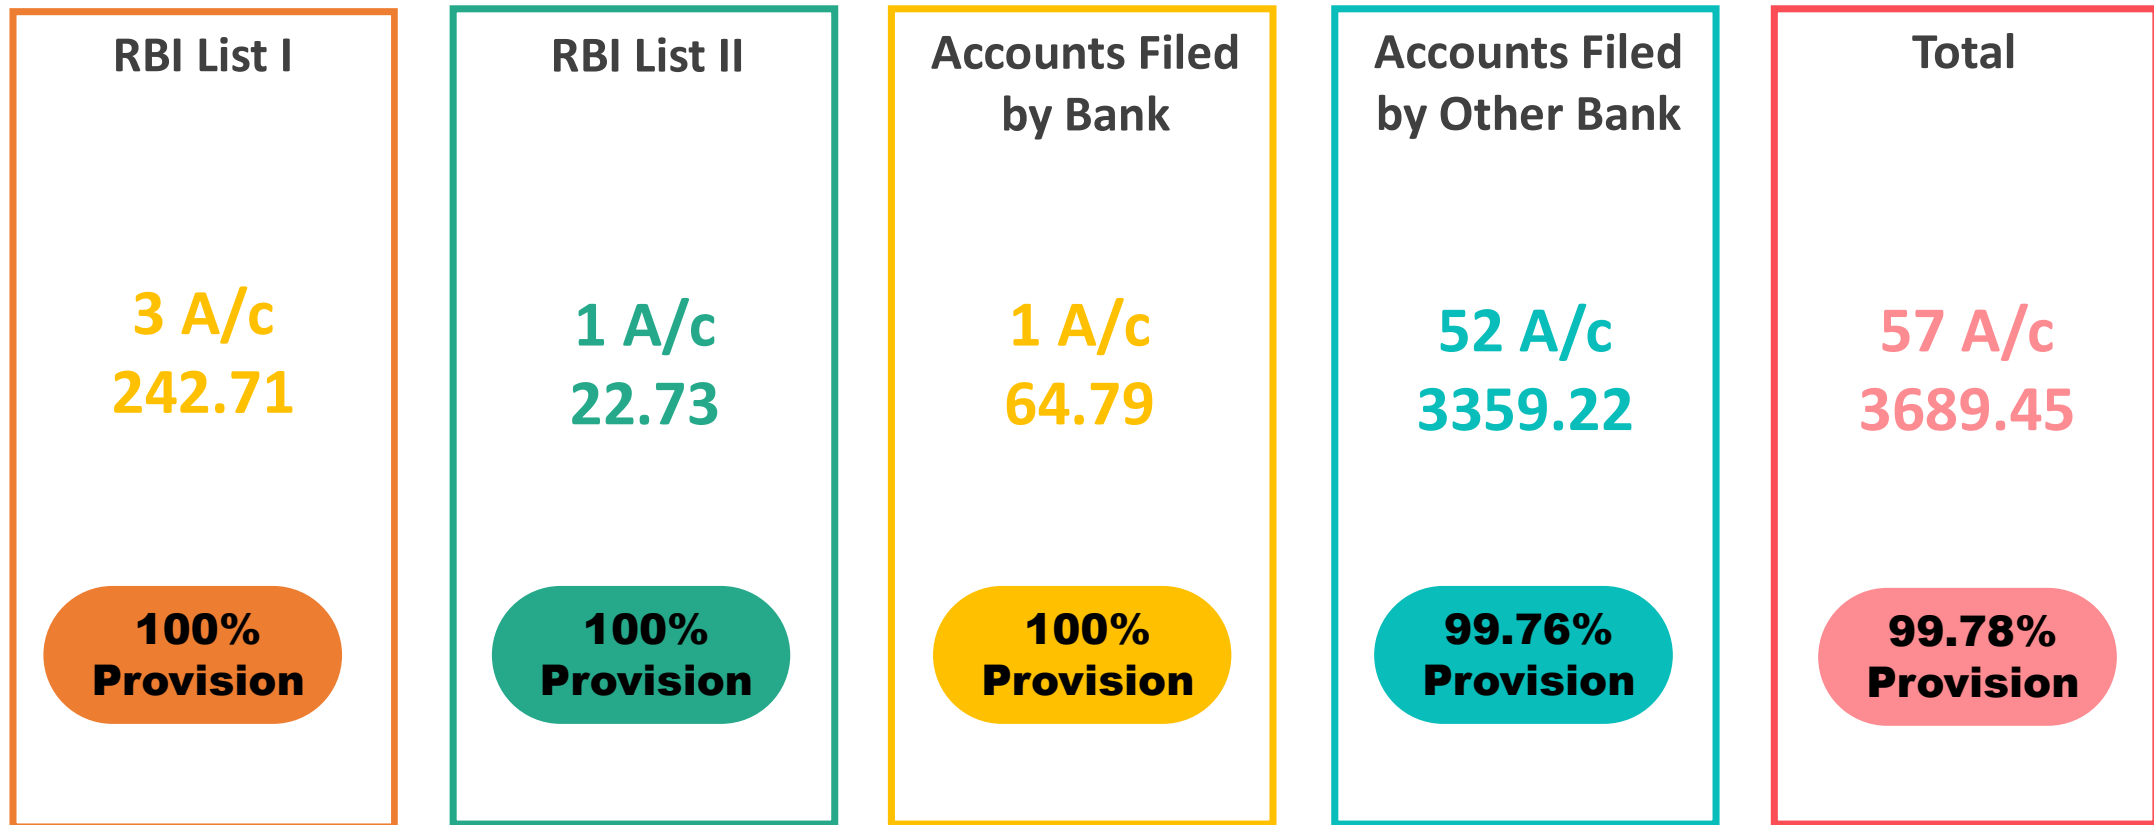 RBI List I
3 A/c
242.71
100%
Provision
RBI List II
1 A/c
22.73
100%
Provision
Accounts Filed
by Bank
1 A/c
64.79
100%
Provision
Accounts Filed
by Other Bank
52 A/c
3359.22
99.76%
Provision
Total
57 A/c
3689.45
99.78%
Provision